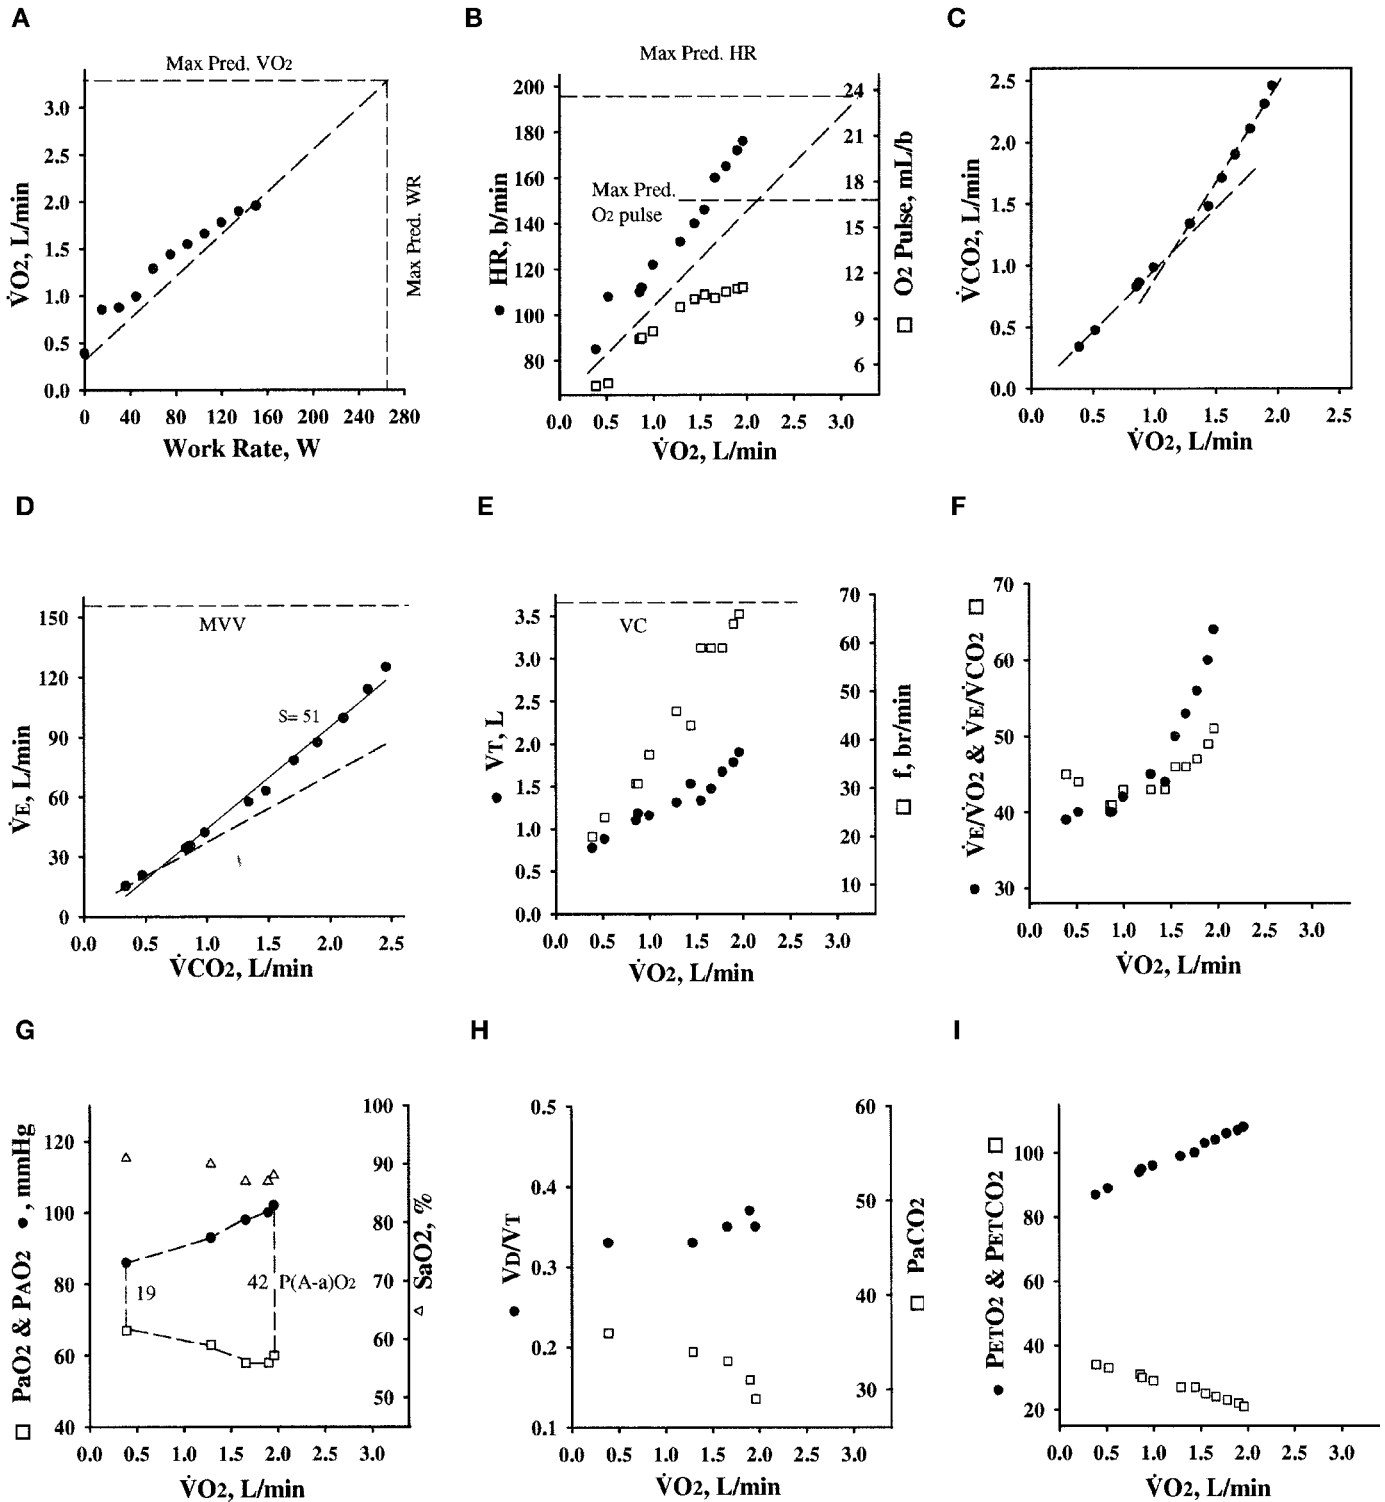 A
Max Pred. VO2
3.0
2.5
2.0
1.5
1.0
0.5
0.0
V̇O2, L/min
Max Pred. WR
0 40 80 120 160 200 240 280
Work Rate, W
B
Max Pred. HR
200
180
160
140
120
100
80
● HR, b/min
Max Pred.
O2 pulse
24
21
18
15
12
9
6
□ O2 Pulse, mL/b
0.0 0.5 1.0 1.5 2.0 2.5 3.0
V̇O2, L/min
C
2.5
2.0
1.5
1.0
0.5
0.0
V̇CO2, L/min
0.0 0.5 1.0 1.5 2.0 2.5
V̇O2, L/min
D
150
120
90
60
30
0
V̇E, L/min
MVV
S= 51
0.0 0.5 1.0 1.5 2.0 2.5
V̇CO2, L/min
E
3.5
3.0
2.5
2.0
1.5
1.0
0.5
0.0
● VT, L
VC
70
60
50
40
30
20
10
□ f, br/min
0.0 0.5 1.0 1.5 2.0 2.5 3.0
V̇O2, L/min
F
70
60
50
40
30
● V̇E/V̇O2 & V̇E/V̇CO2 □
0.0 0.5 1.0 1.5 2.0 2.5 3.0
V̇O2, L/min
G
120
100
80
60
40
□ PaO2 & PAO2 ●, mmHg
19
42 P(A-a)O2
100
90
80
70
60
50
△ SaO2, %
0.0 0.5 1.0 1.5 2.0 2.5 3.0
V̇O2, L/min
H
0.5
0.4
0.3
0.2
0.1
● VD/VT
60
50
40
30
□ PaCO2
0.0 0.5 1.0 1.5 2.0 2.5 3.0
V̇O2, L/min
I
100
80
60
40
20
● PETO2 & PETCO2 □
0.0 0.5 1.0 1.5 2.0 2.5 3.0
V̇O2, L/min